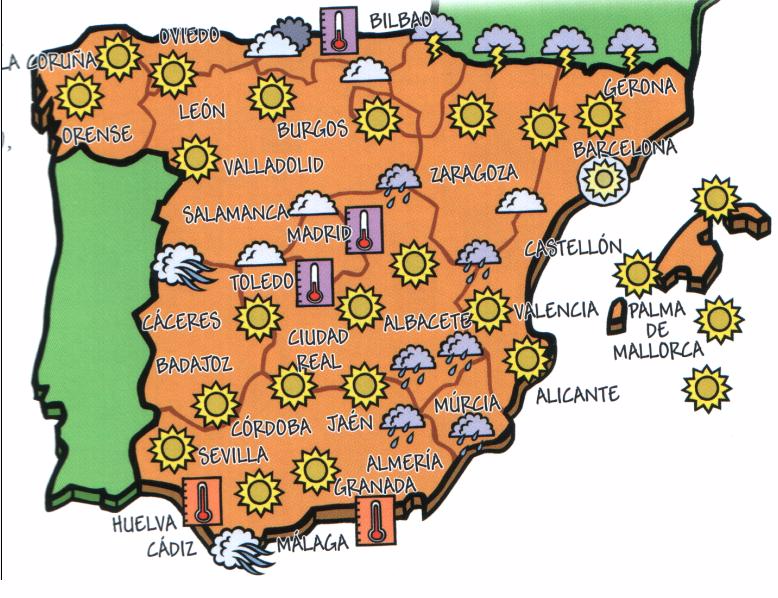 BILBAO
OVIEDO
LA CORUÑA
GERONA
LEÓN
BURGOS
ORENSE
),
BARCELONA
VALLADOLID
ZARAGOZA
SALAMANCA
MADRID
CASTELLÓN
TOLEDO
CÁCERES
CIUDAD
REAL
ALBACETE
VALENCIA
PALMA
DE
MALLORCA
BADAJOZ
ALICANTE
MÚRCIA
CÓRDOBA
JAÉN
SEVILLA
ALMERÍA
GRANADA
HUELVA
CÁDIZ
MÁLAGA